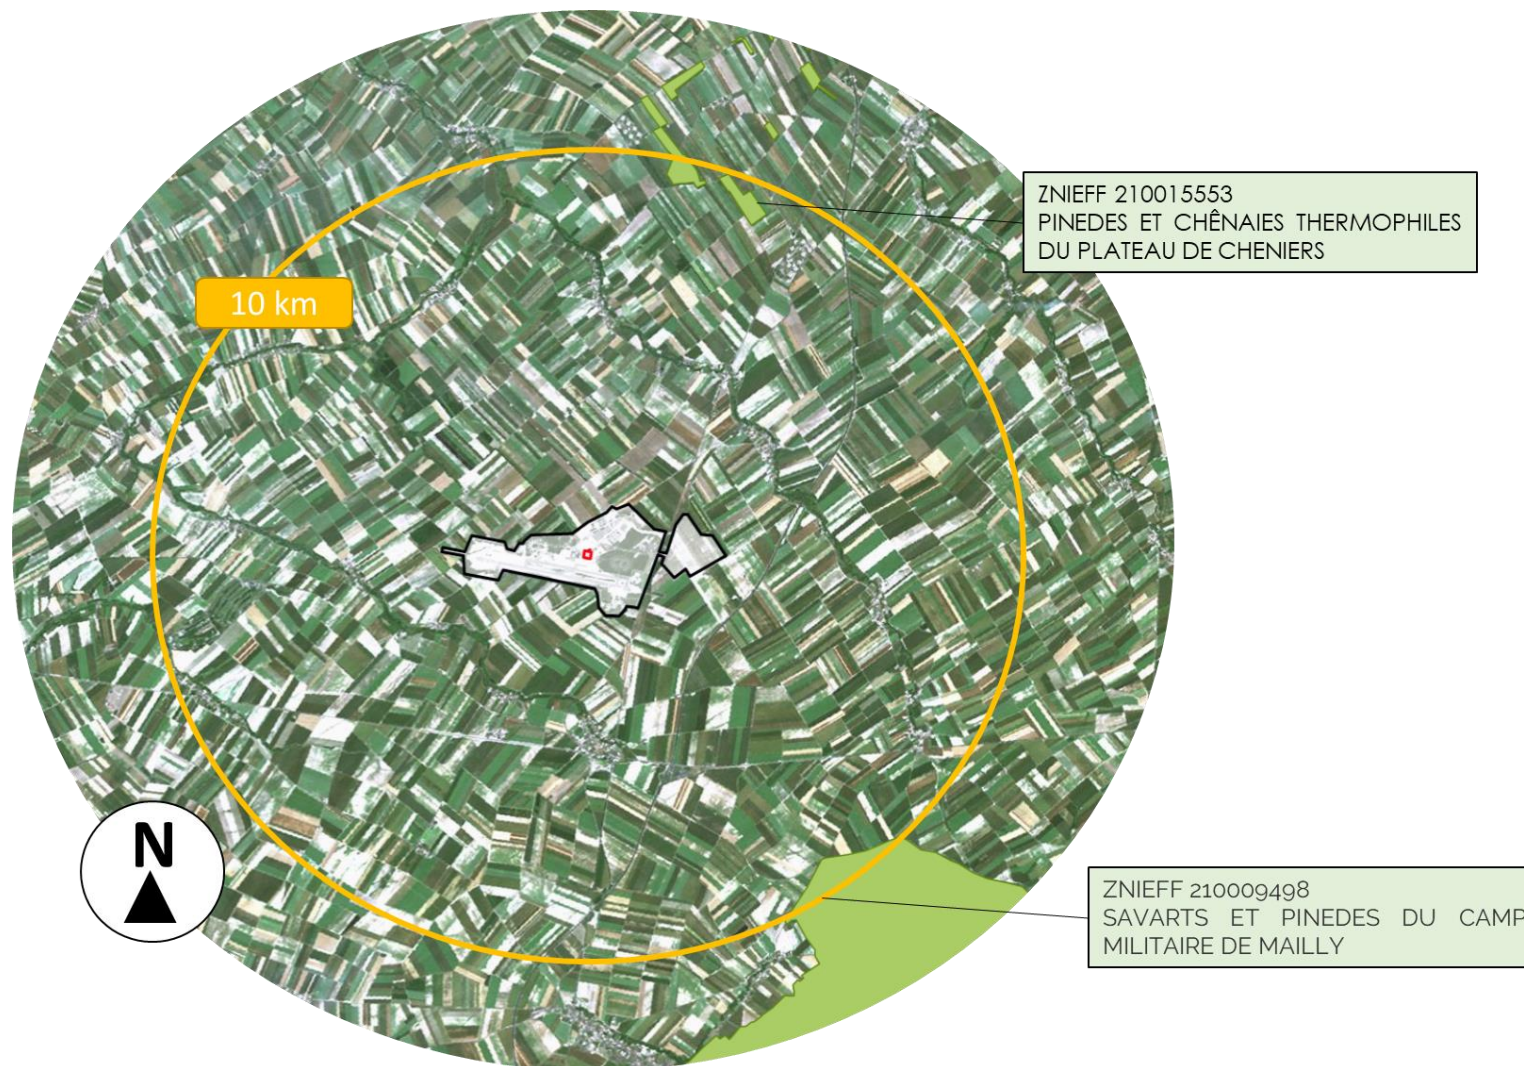 ZNIEFF 210015553
PINEDES ET CHÊNAIES THERMOPHILES
DU PLATEAU DE CHENIERS
10 km
N
ZNIEFF 210009498
SAVARTS ET PINEDES DU CAMP
MILITAIRE DE MAILLY